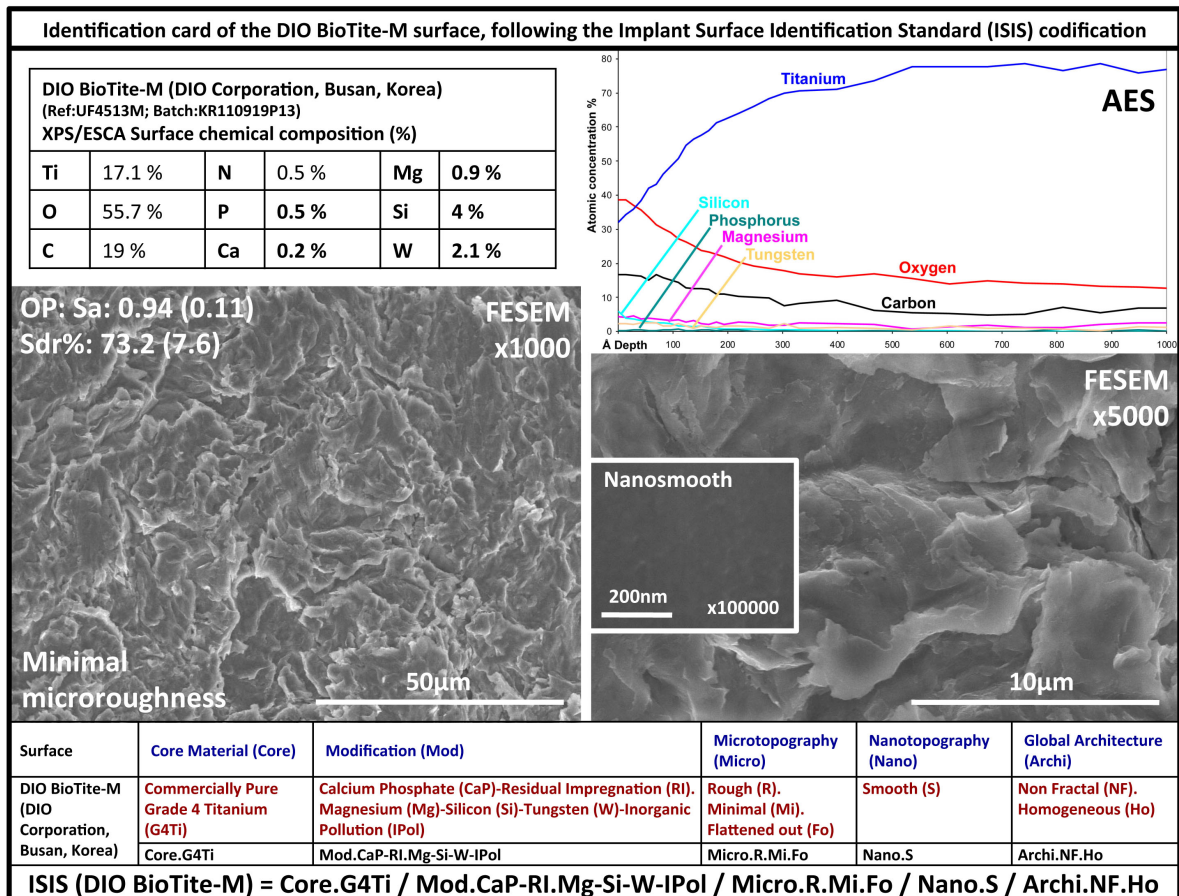 Identification card of the DIO BioTite-M surface, following the Implant Surface Identification Standard (ISIS) codification
DIO BioTite-M (DIO Corporation, Busan, Korea)
(Ref:UF4513M; Batch:KR110919P13)
XPS/ESCA Surface chemical composition (%)
Ti 17.1 % N 0.5 % Mg 0.9 %
O 55.7 % P 0.5 % Si 4 %
C 19 % Ca 0.2 % W 2.1 %
AES
Atomic concentration %
80
70
60
50
40
30
20
10
0
Titanium
Silicon
Phosphorus
Magnesium
Tungsten
Oxygen
Carbon
Å Depth 100 200 300 400 500 600 700 800 900 1000
OP: Sa: 0.94 (0.11)
Sdr%: 73.2 (7.6)
FESEM
x1000
Minimal
microroughness
50µm
FESEM
x5000
Nanosmooth
200nm
x100000
10µm
Surface
Core Material (Core)
Modification (Mod)
Microtopography
(Micro)
Nanotopography
(Nano)
Global Architecture
(Archi)
DIO BioTite-M
(DIO
Corporation,
Busan, Korea)
Commercially Pure
Grade 4 Titanium
(G4Ti)
Calcium Phosphate (CaP)-Residual Impregnation (RI).
Magnesium (Mg)-Silicon (Si)-Tungsten (W)-Inorganic
Pollution (IPol)
Rough (R).
Minimal (Mi).
Flattened out (Fo)
Smooth (S)
Non Fractal (NF).
Homogeneous (Ho)
Core.G4Ti
Mod.CaP-RI.Mg-Si-W-IPol
Micro.R.Mi.Fo
Nano.S
Archi.NF.Ho
ISIS (DIO BioTite-M) = Core.G4Ti / Mod.CaP-RI.Mg-Si-W-IPol / Micro.R.Mi.Fo / Nano.S / Archi.NF.Ho